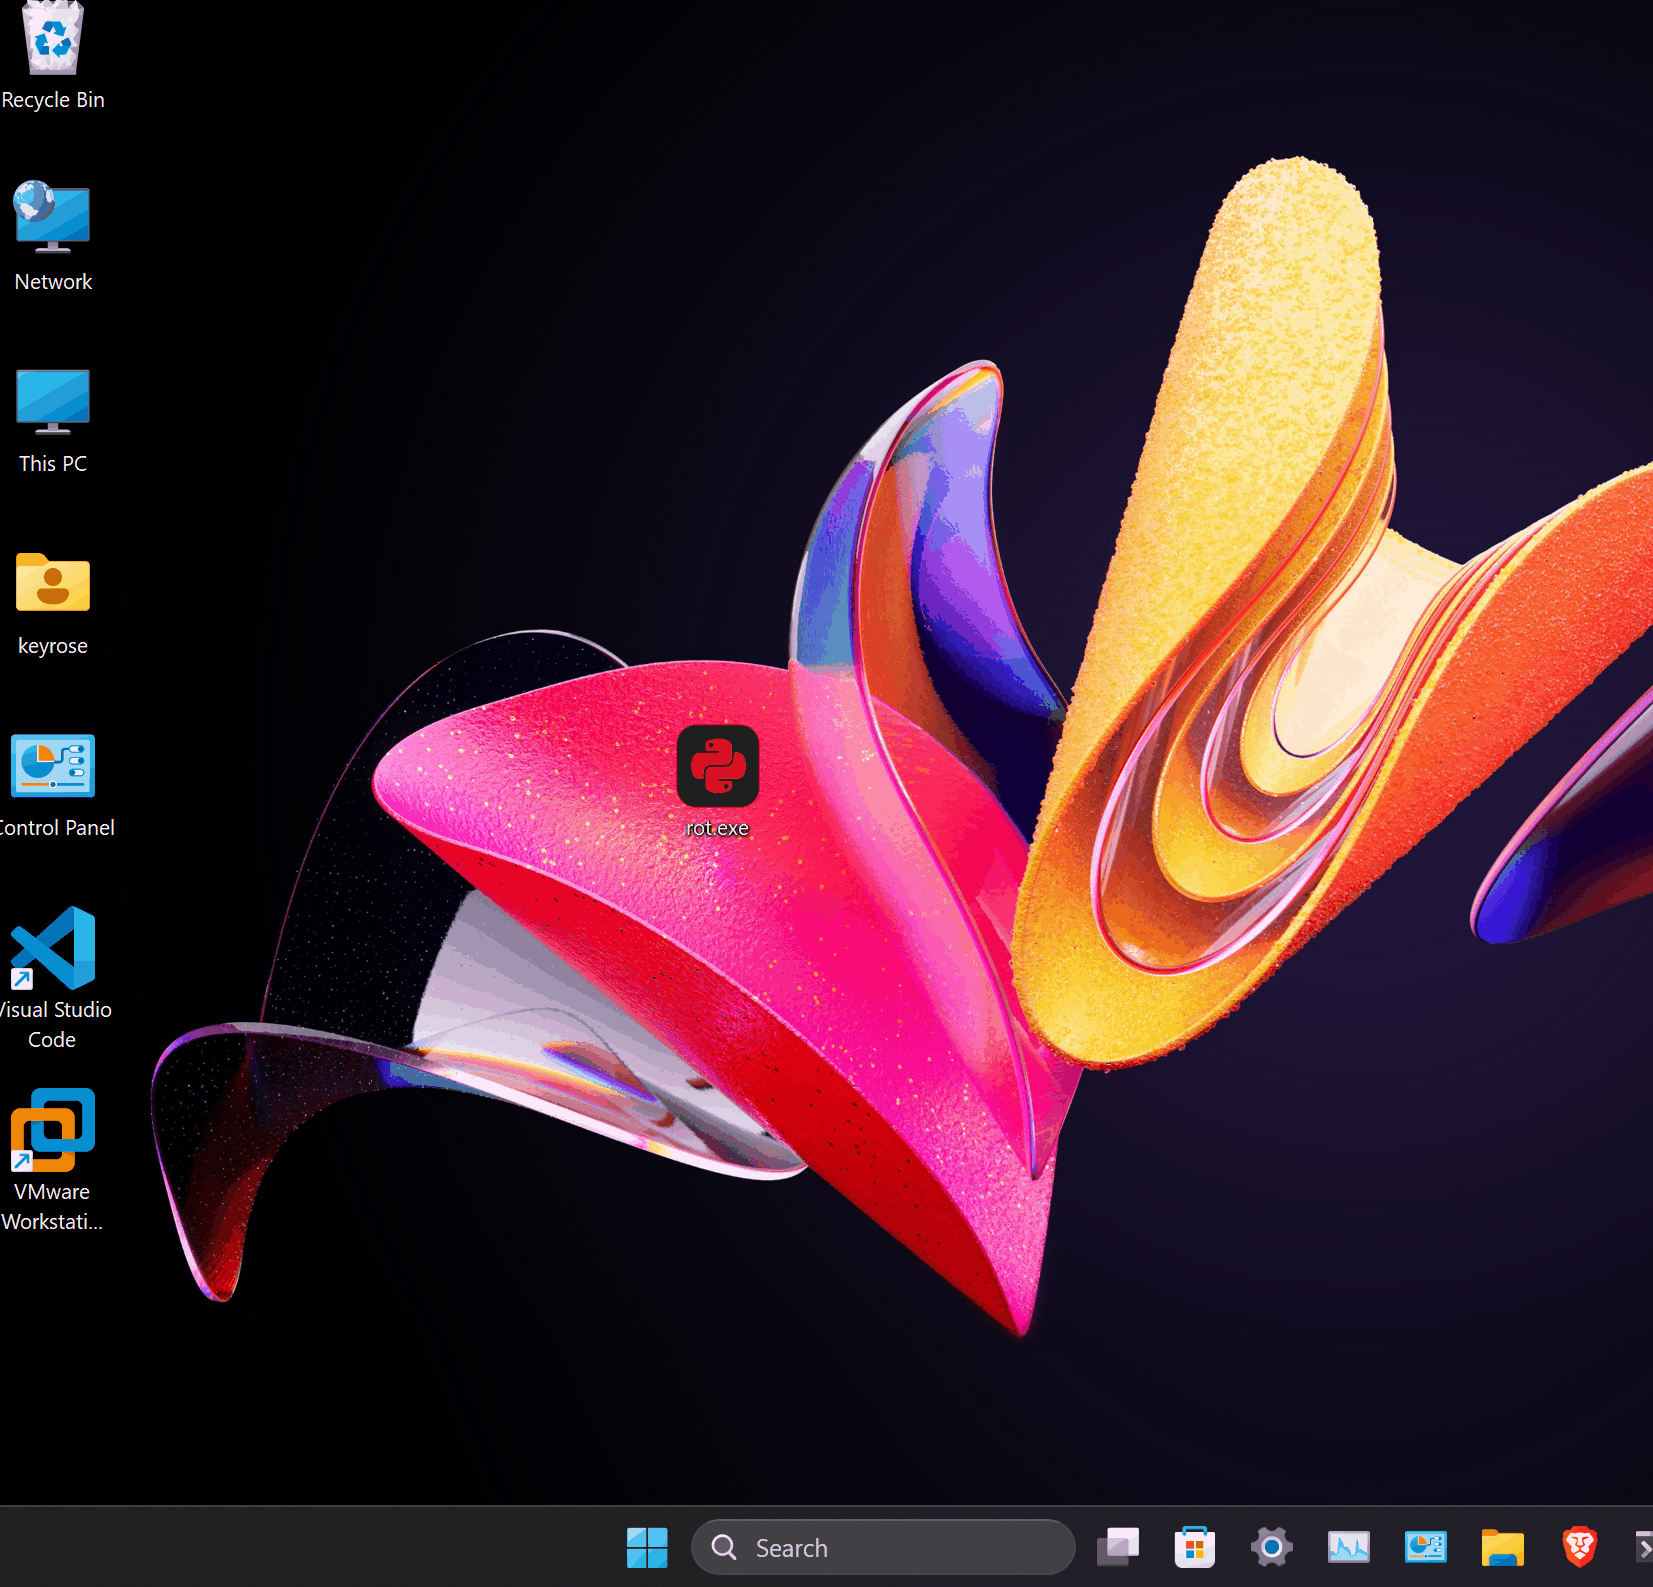 Recycle Bin
Network
This PC
keyrose
Control Panel
Visual Studio
Code
VMware
Workstati...
rot.exe
Search